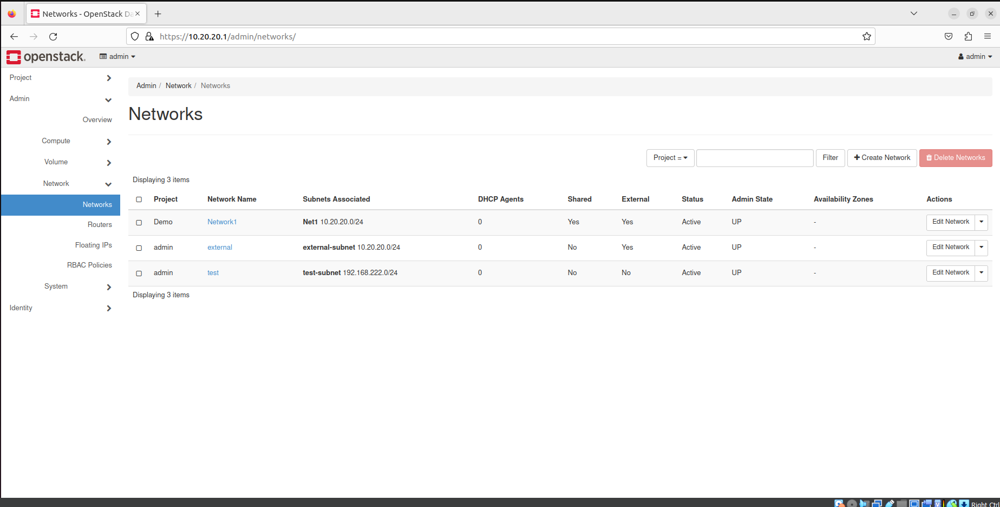 Networks - OpenStack Da
https://10.20.20.1/admin/networks/
openstack. admin admin
Project
Admin
Overview
Compute
Volume
Network
Networks
Routers
Floating IPs
RBAC Policies
System
Identity
Admin / Network / Networks
Networks
Project = Filter Create Network Delete Networks
Displaying 3 items
Project Network Name Subnets Associated DHCP Agents Shared External Status Admin State Availability Zones Actions
Demo Network1 Net1 10.20.20.0/24 0 Yes Yes Active UP - Edit Network
admin external external-subnet 10.20.20.0/24 0 No Yes Active UP - Edit Network
admin test test-subnet 192.168.222.0/24 0 No No Active UP - Edit Network
Displaying 3 items
Right Ctrl